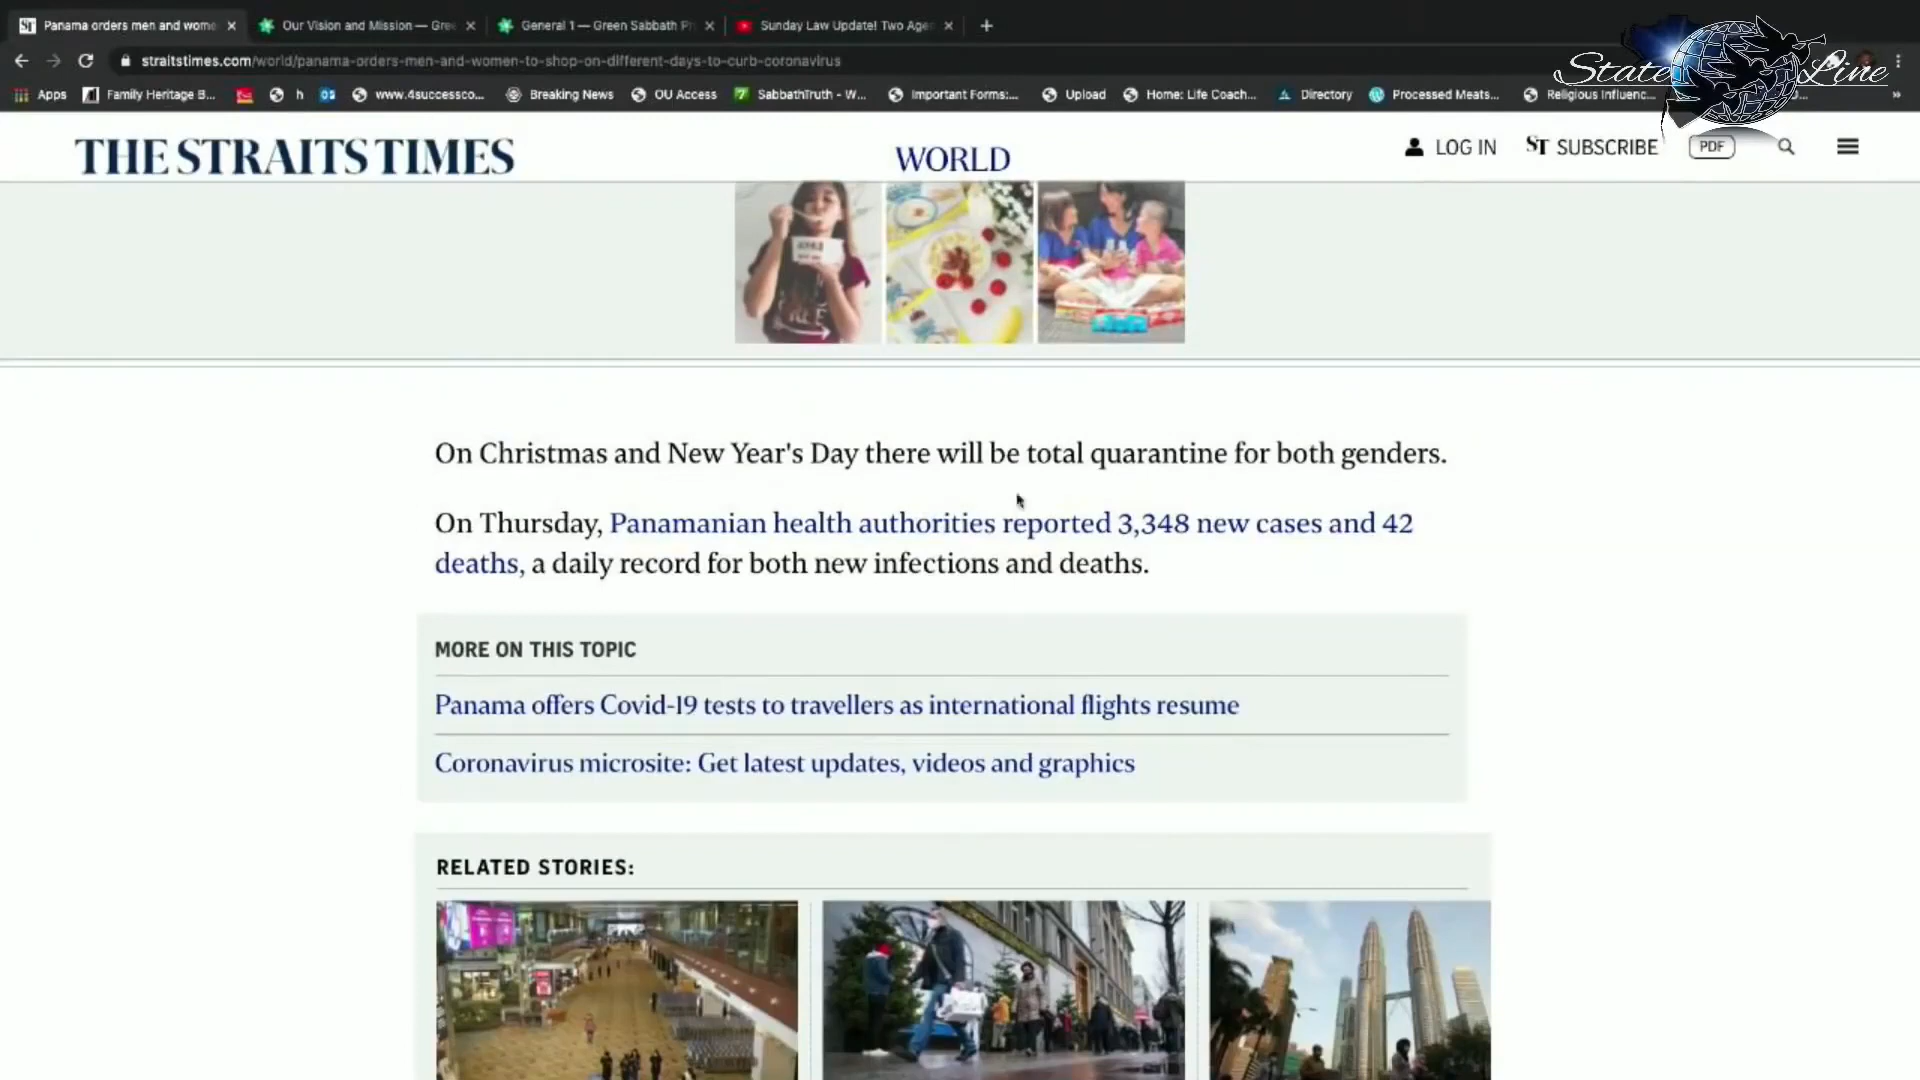 Panama orders men and wome
Our Vision and Mission — Gree
General 1 — Green Sabbath Pr
Sunday Law Update! Two Age
straitstimes.com/world/panama-orders-men-and-women-to-shop-on-different-days-to-curb-coronavirus
Apps
Family Heritage B...
h
www.4successco...
Breaking News
OU Access
SabbathTruth - W...
Important Forms:...
Upload
Home: Life Coach...
Directory
Processed Meats...
Religious Influenc...
State Line
THE STRAITS TIMES
WORLD
LOG IN
ST SUBSCRIBE
PDF
On Christmas and New Year's Day there will be total quarantine for both genders.
On Thursday, Panamanian health authorities reported 3,348 new cases and 42
deaths, a daily record for both new infections and deaths.
MORE ON THIS TOPIC
Panama offers Covid-19 tests to travellers as international flights resume
Coronavirus microsite: Get latest updates, videos and graphics
RELATED STORIES: